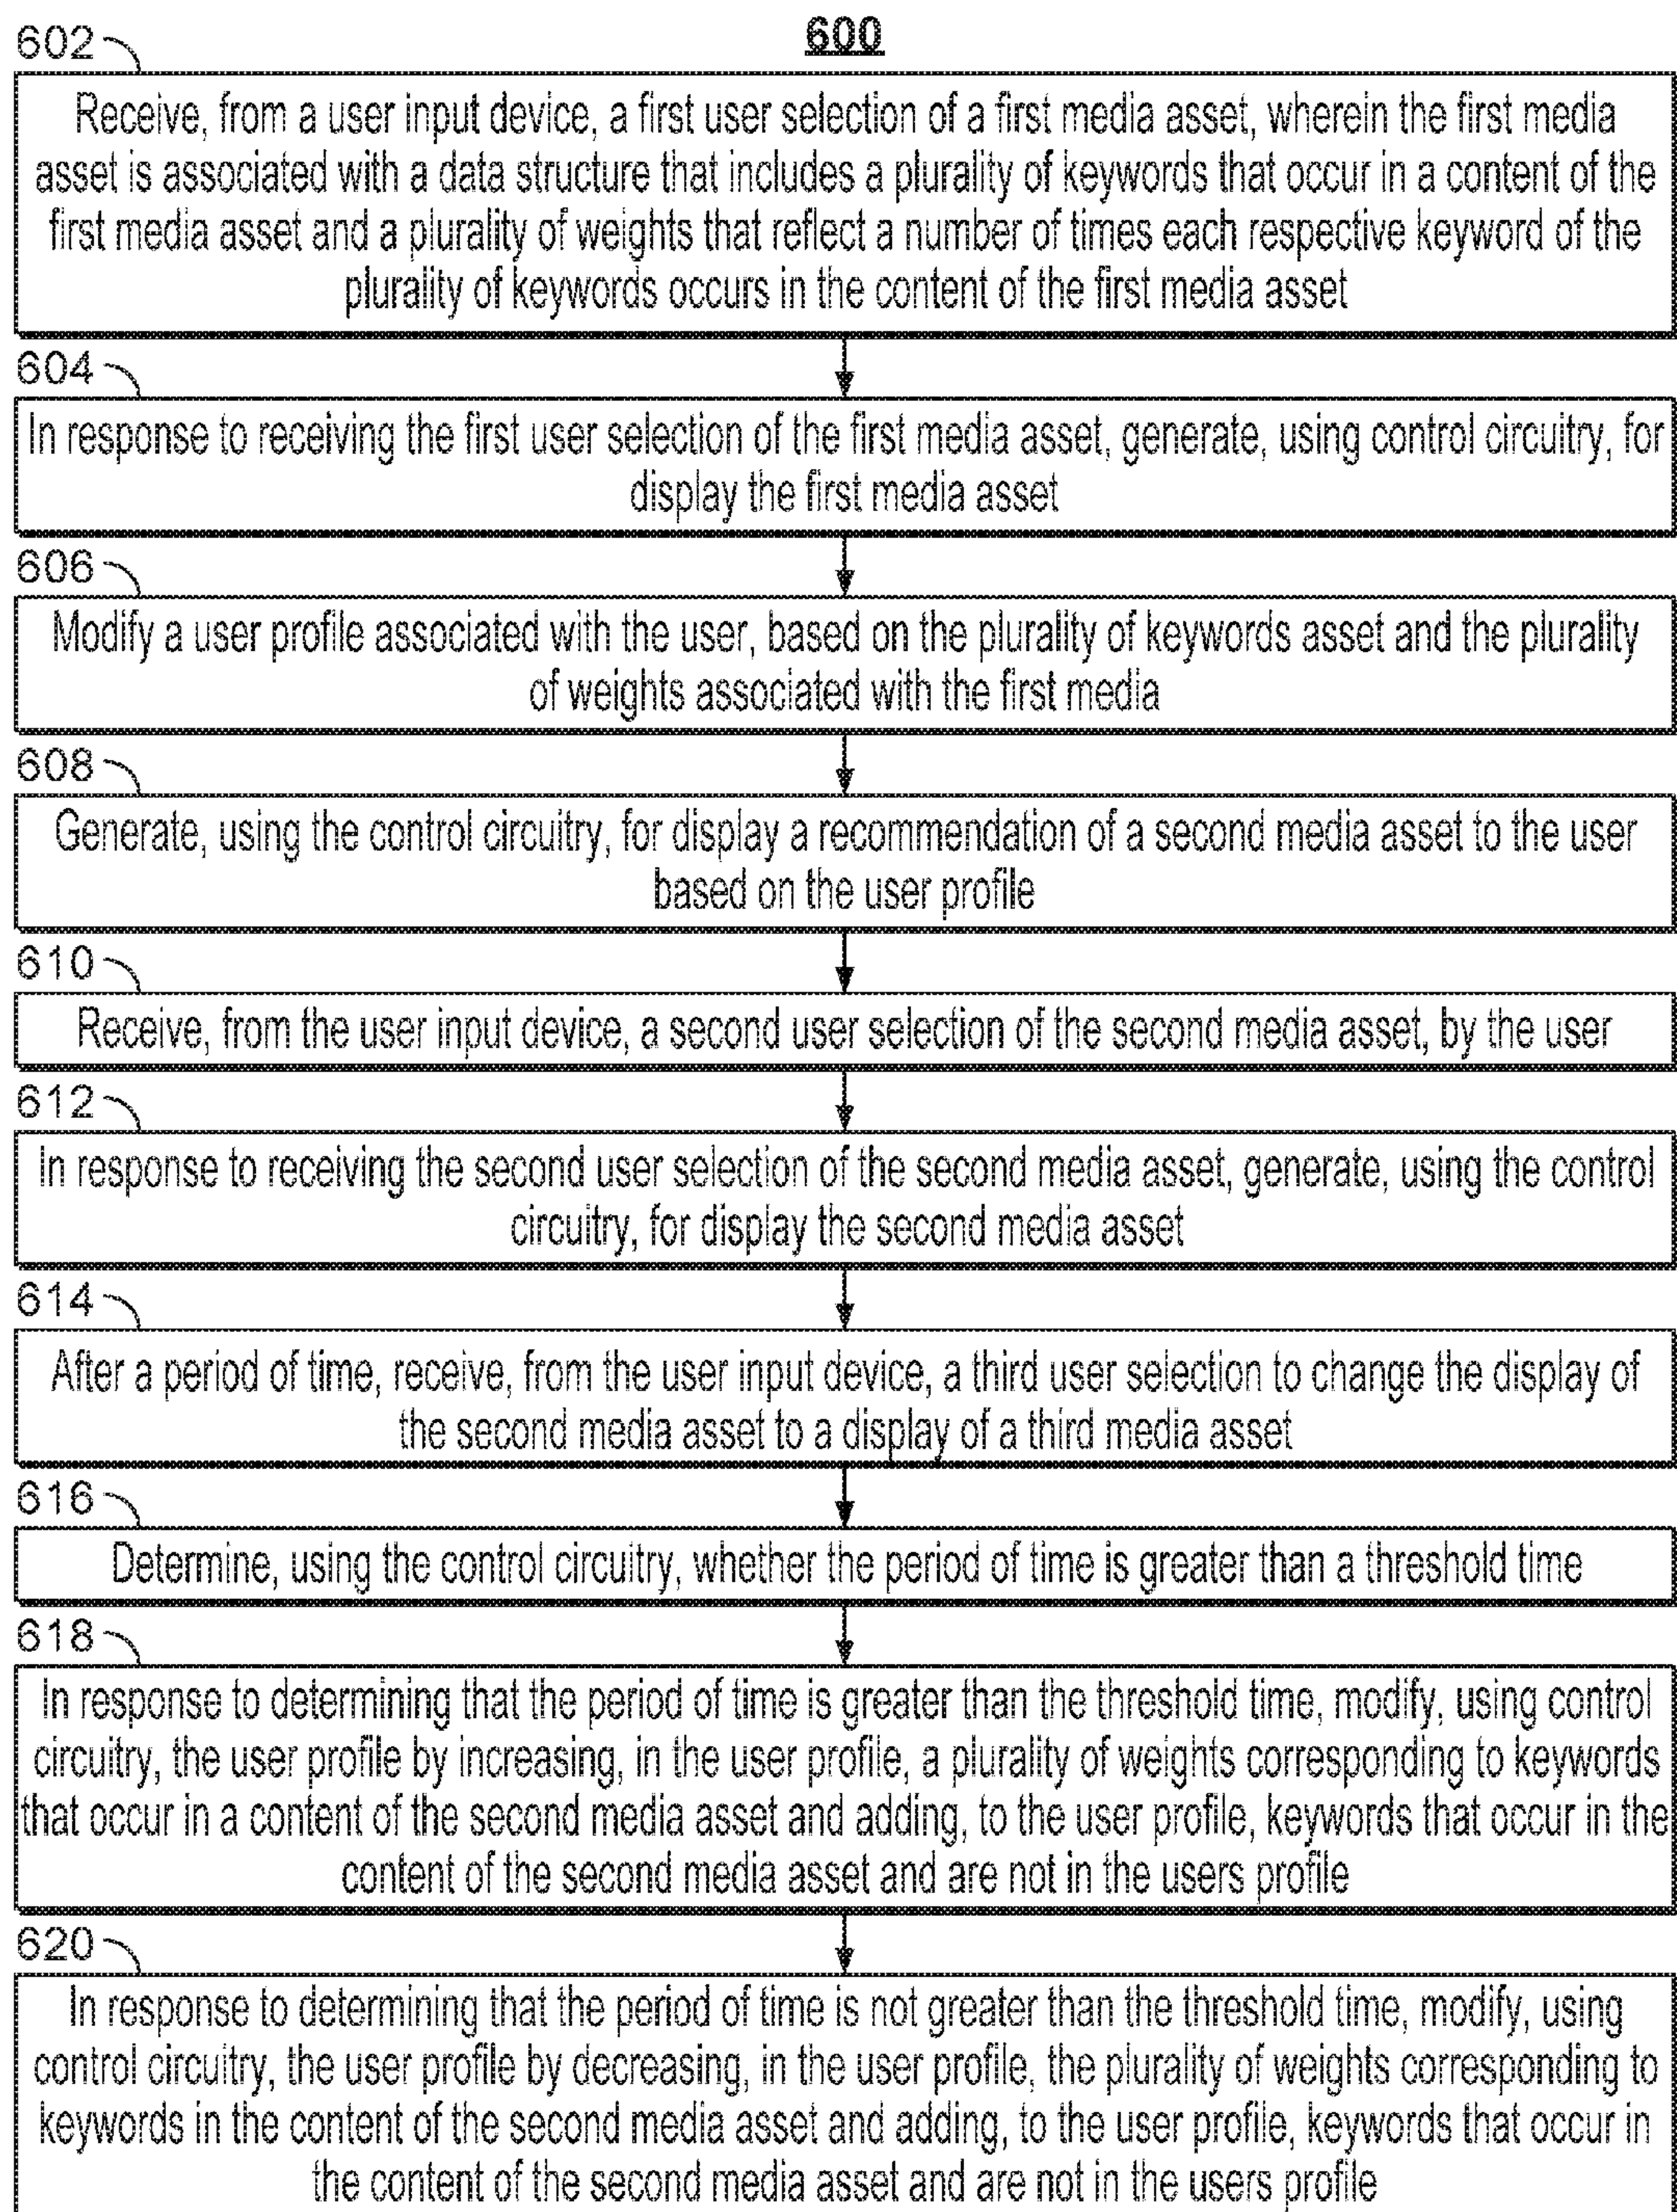 600
602
Receive, from a user input device, a first user selection of a first media asset, wherein the first media
asset is associated with a data structure that includes a plurality of keywords that occur in a content of the
first media asset and a plurality of weights that reflect a number of times each respective keyword of the
plurality of keywords occurs in the content of the first media asset
604
In response to receiving the first user selection of the first media asset, generate, using control circuitry, for
display the first media asset
606
Modify a user profile associated with the user, based on the plurality of keywords asset and the plurality
of weights associated with the first media
608
Generate, using the control circuitry, for display a recommendation of a second media asset to the user
based on the user profile
610
Receive, from the user input device, a second user selection of the second media asset, by the user
612
In response to receiving the second user selection of the second media asset, generate, using the control
circuitry, for display the second media asset
614
After a period of time, receive, from the user input device, a third user selection to change the display of
the second media asset to a display of a third media asset
616
Determine, using the control circuitry, whether the period of time is greater than a threshold time
618
In response to determining that the period of time is greater than the threshold time, modify, using control
circuitry, the user profile by increasing, in the user profile, a plurality of weights corresponding to keywords
that occur in a content of the second media asset and adding, to the user profile, keywords that occur in the
content of the second media asset and are not in the users profile
620
In response to determining that the period of time is not greater than the threshold time, modify, using
control circuitry, the user profile by decreasing, in the user profile, the plurality of weights corresponding to
keywords in the content of the second media asset and adding, to the user profile, keywords that occur in
the content of the second media asset and are not in the users profile